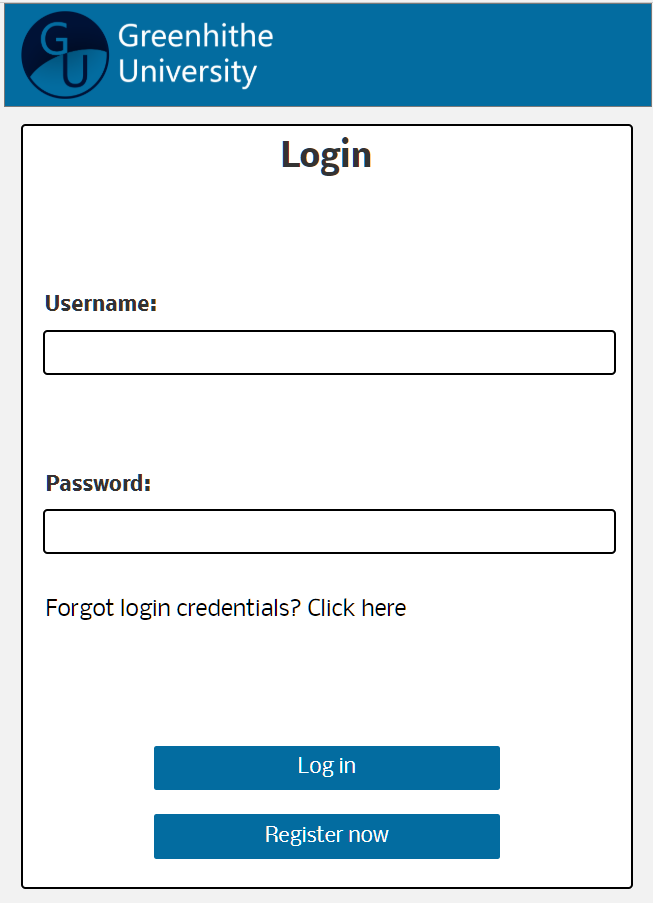 GU
Greenhithe
University
Login
Username:
Password:
Forgot login credentials? Click here
Log in
Register now